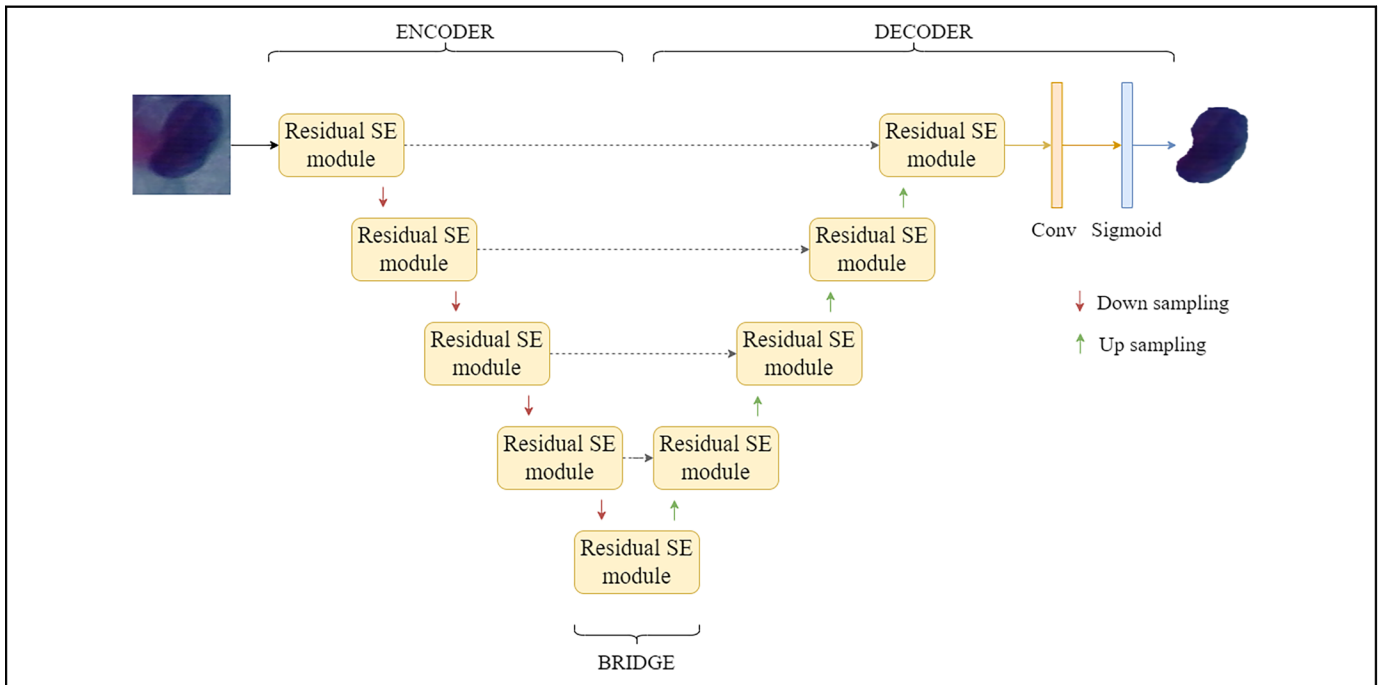 ENCODER
DECODER
Residual SE
module
Residual SE
module
Conv
Sigmoid
Residual SE
module
Residual SE
module
Down sampling
Up sampling
Residual SE
module
Residual SE
module
Residual SE
module
Residual SE
module
Residual SE
module
BRIDGE